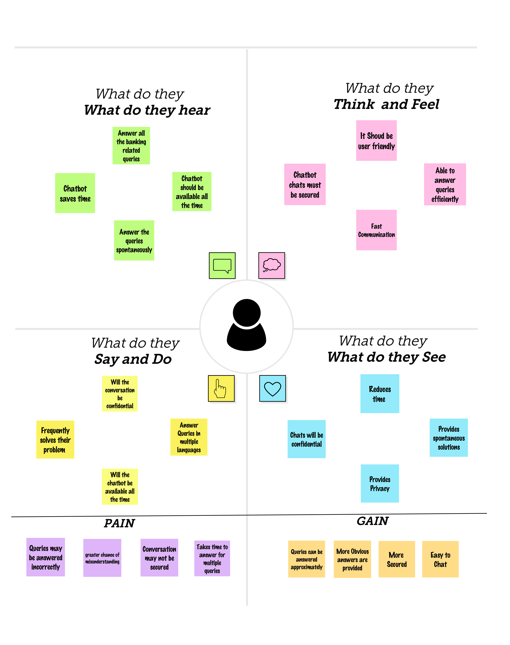 What do they
What do they hear
Answer all
the banking
related
queries
Chatbot
saves time
Chatbot
should be
available all
the time
Answer the
queries
spontaneously
What do they
Think and Feel
It Shoud be
user friendly
Chatbot
chats must
be secured
Able to
answer
queries
efficiently
Fast
Communication
What do they
Say and Do
Will the
conversation
be
confidential
Frequently
solves their
problem
Answer
Queries in
multiple
languages
Will the
chatbot be
available all
the time
What do they
What do they See
Reduces
time
Chats will be
confidential
Provides
spontaneous
solutions
Provides
Privacy
PAIN
Queries may
be answered
incorrectly
greater chance of
misunderstanding
Conversation
may not be
secured
Takes time to
answer for
multiple
queries
GAIN
Queries can be
answered
approximately
More Obvious
answers are
provided
More
Secured
Easy to
Chat